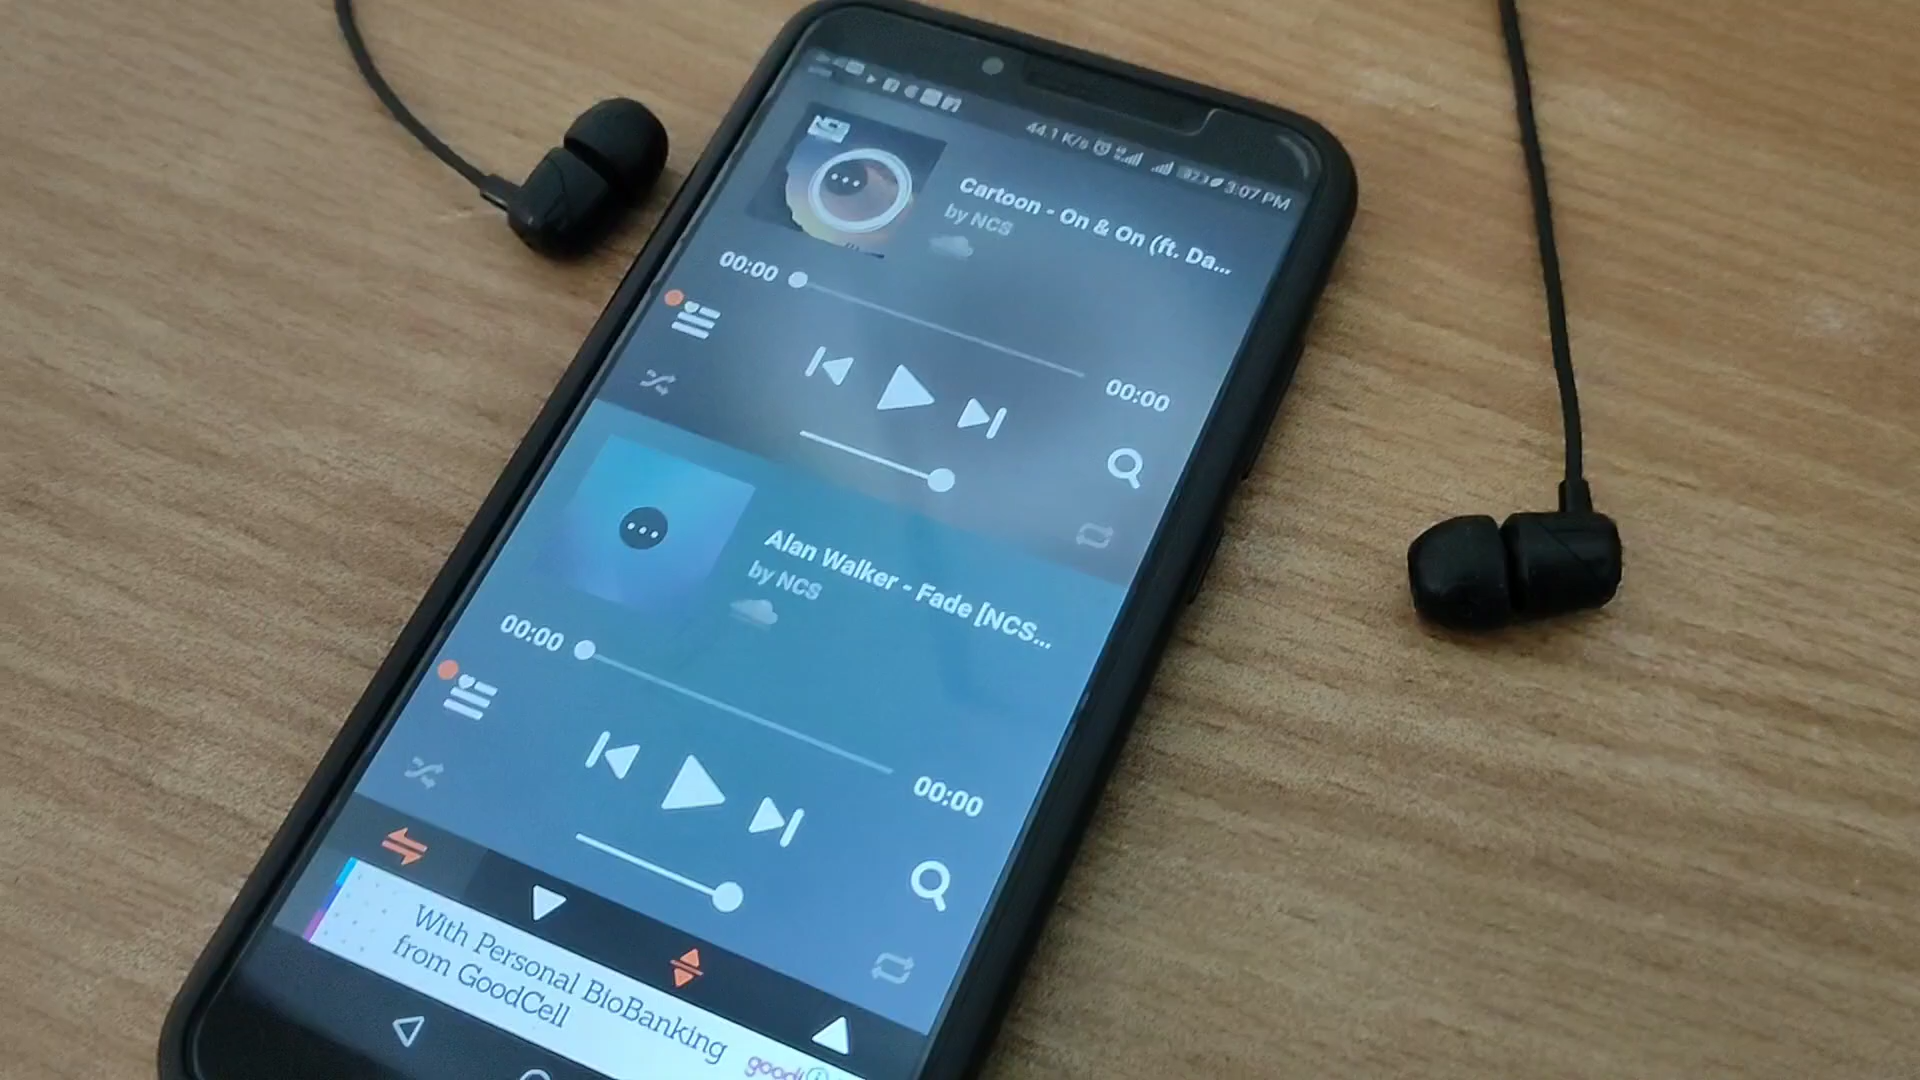 44.1 K/s 3:07 PM
NCS
Cartoon - On & On (ft. Da...
by NCS
00:00
00:00
Alan Walker - Fade [NCS...
by NCS
00:00
00:00
With Personal BioBanking
from GoodCell